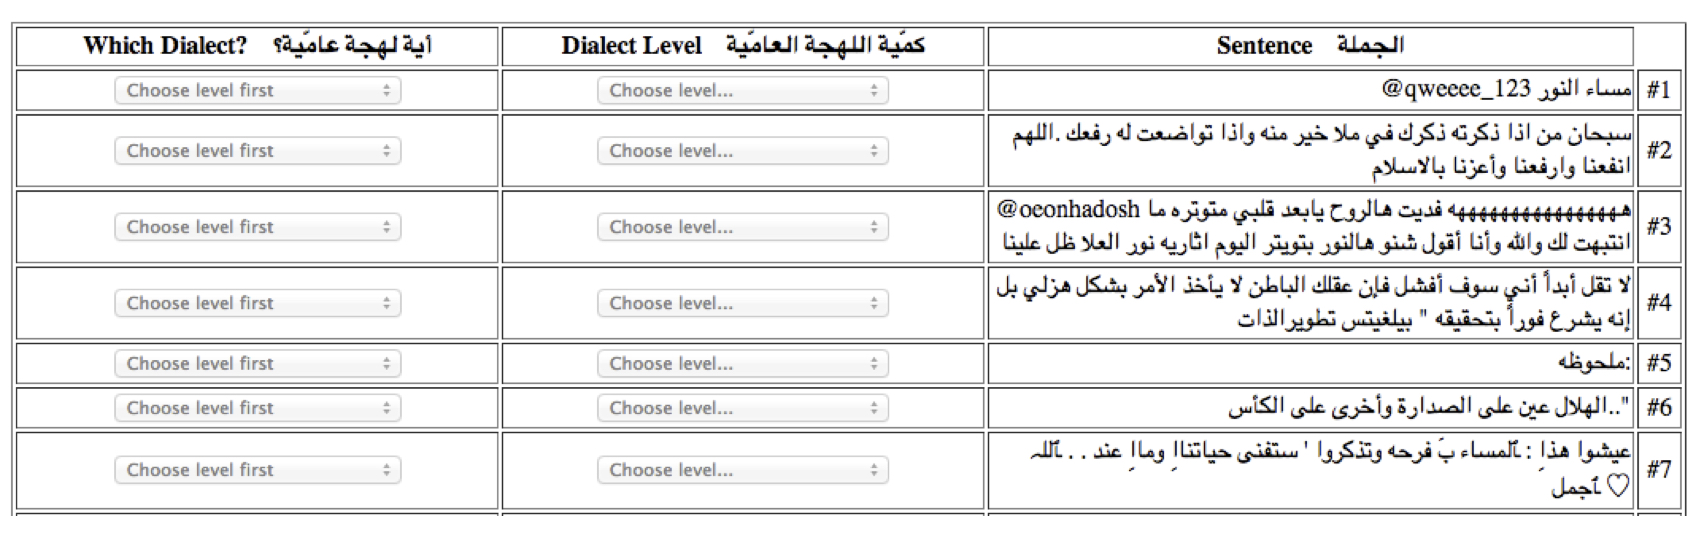 Which Dialect? أية لهجة عاميّة؟
Dialect Level كميّة اللهجة العاميّة
Sentence الجملة
Choose level first
Choose level...
@qweeee_123 مساء النور
#1
Choose level first
Choose level...
سبحان من اذا ذكرته ذكرك في ملا خير منه واذا تواضعت له رفعك .اللهم
انفعنا وارفعنا وأعزنا بالاسلام
#2
Choose level first
Choose level...
@oeonhadosh هههههههههههههههه فديت هالروح يابعد قلبي متوتره ما
انتبهت لك والله وأنا أقول شنو هالنور بتويتر اليوم اثاريه نور العلا ظل علينا
#3
Choose level first
Choose level...
لا تقل أبداً أني سوف أفشل فإن عقلك الباطن لا يأخذ الأمر بشكل هزلي بل
إنه يشرع فوراً بتحقيقه " بيلغيتس تطويرالذات
#4
Choose level first
Choose level...
:ملحوظه
#5
Choose level first
Choose level...
"..الهلال عين على الصدارة وأخرى على الكأس
#6
Choose level first
Choose level...
عيشوا هذاِ : ٱلمساء بَ فرحه وتذكروا ' ستفنى حياتناِا وماِا عند . . ٱللہ
♡ ٱجمل
#7